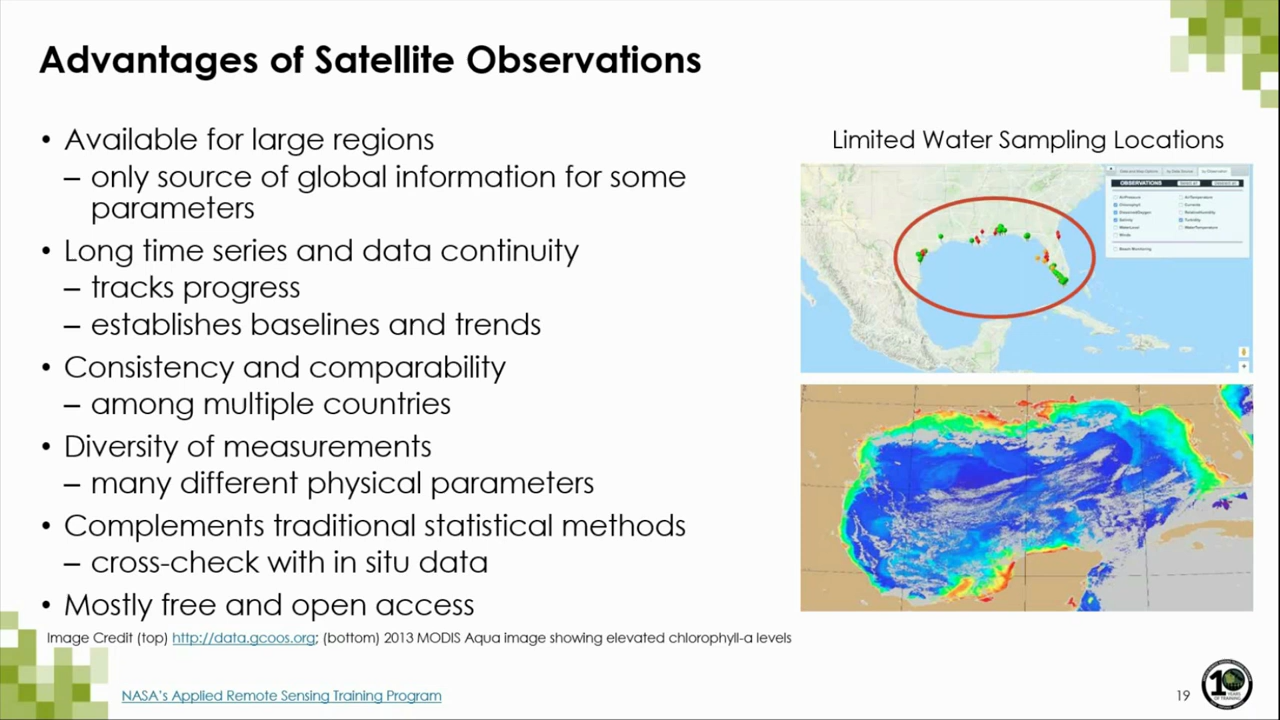 Advantages of Satellite Observations
• Available for large regions
– only source of global information for some
parameters
• Long time series and data continuity
– tracks progress
– establishes baselines and trends
• Consistency and comparability
– among multiple countries
• Diversity of measurements
– many different physical parameters
• Complements traditional statistical methods
– cross-check with in situ data
• Mostly free and open access
Limited Water Sampling Locations
OBSERVATIONS
Image Credit (top) http://data.gcoos.org; (bottom) 2013 MODIS Aqua image showing elevated chlorophyll-a levels
NASA's Applied Remote Sensing Training Program
19